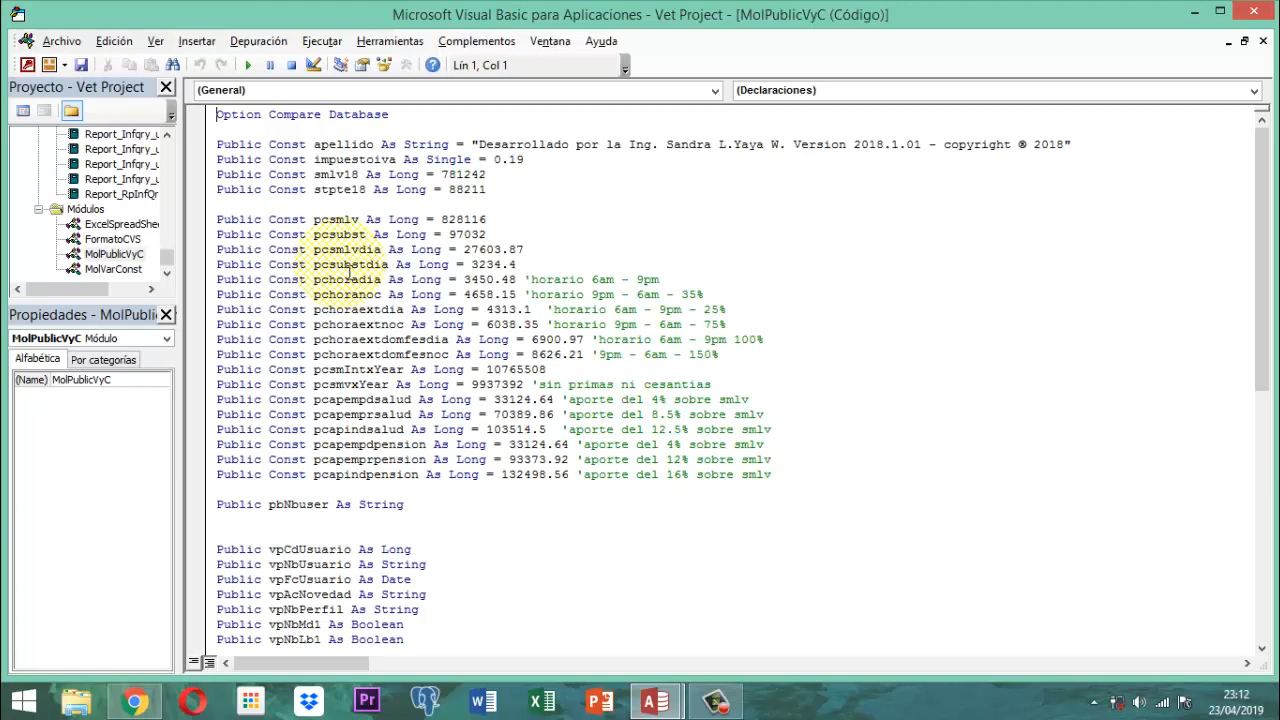 Microsoft Visual Basic para Aplicaciones - Vet Project - [MolPublicVyC (Código)]
Archivo Edición Ver Insertar Formato Depuración Ejecutar Herramientas Complementos Ventana Ayuda
Lín 1, Col 1
Proyecto - Vet Project
(General)
(Declaraciones)
Report_Infqry_u
Report_Infqry_u
Report_Infqry_u
Report_Infqry_u
Report_RpInfQr
Módulos
ExcelSpreadShe
FormatoCVS
MolPublicVyC
MolVarConst
Propiedades - MolPublic
MolPublicVyC Módulo
Alfabética Por categorías
(Name) MolPublicVyC
Option Compare Database
Public Const apellido As String = "Desarrollado por la Ing. Sandra L.Yaya W. Version 2018.1.01 - copyright ® 2018"
Public Const impuestoiva As Single = 0.19
Public Const smlv18 As Long = 781242
Public Const stpte18 As Long = 88211
Public Const pcsmlv As Long = 828116
Public Const pcsubst As Long = 97032
Public Const pcsmlvdia As Long = 27603.87
Public Const pcsubstdia As Long = 3234.4
Public Const pchoradia As Long = 3450.48 'horario 6am - 9pm
Public Const pchoranoc As Long = 4658.15 'horario 9pm - 6am - 35%
Public Const pchoraextdia As Long = 4313.1 'horario 6am - 9pm - 25%
Public Const pchoraextnoc As Long = 6038.35 'horario 9pm - 6am - 75%
Public Const pchoraextdomfesdia As Long = 6900.97 'horario 6am - 9pm 100%
Public Const pchoraextdomfesnoc As Long = 8626.21 '9pm - 6am - 150%
Public Const pcsmIntxYear As Long = 10765508
Public Const pcsmvxYear As Long = 9937392 'sin primas ni cesantias
Public Const pcapempdsalud As Long = 33124.64 'aporte del 4% sobre smlv
Public Const pcapemprsalud As Long = 70389.86 'aporte del 8.5% sobre smlv
Public Const pcapindsalud As Long = 103514.5 'aporte del 12.5% sobre smlv
Public Const pcapempdpension As Long = 33124.64 'aporte del 4% sobre smlv
Public Const pcapemprpension As Long = 93373.92 'aporte del 12% sobre smlv
Public Const pcapindpension As Long = 132498.56 'aporte del 16% sobre smlv
Public pbNbuser As String
Public vpCdUsuario As Long
Public vpNbUsuario As String
Public vpFcUsuario As Date
Public vpAcNovedad As String
Public vpNbPerfil As String
Public vpNbMd1 As Boolean
Public vpNbLb1 As Boolean
Pr
23:12
23/04/2019